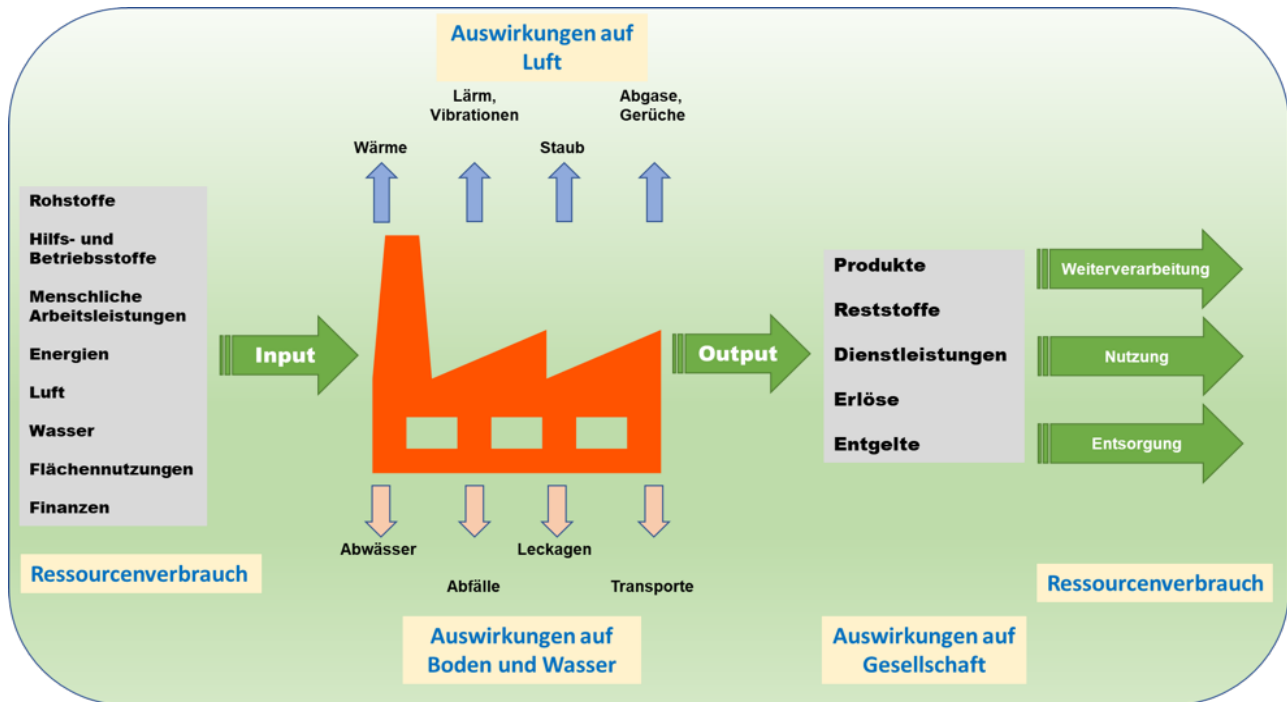 Auswirkungen auf
Luft
Lärm,
Vibrationen
Abgase,
Gerüche
Wärme
Staub
Rohstoffe
Hilfs- und
Betriebsstoffe
Menschliche
Arbeitsleistungen
Energien
Luft
Wasser
Flächennutzungen
Finanzen
Input
Output
Produkte
Reststoffe
Dienstleistungen
Erlöse
Entgelte
Weiterverarbeitung
Nutzung
Entsorgung
Abwässer
Leckagen
Abfälle
Transporte
Ressourcenverbrauch
Auswirkungen auf
Boden und Wasser
Auswirkungen auf
Gesellschaft
Ressourcenverbrauch